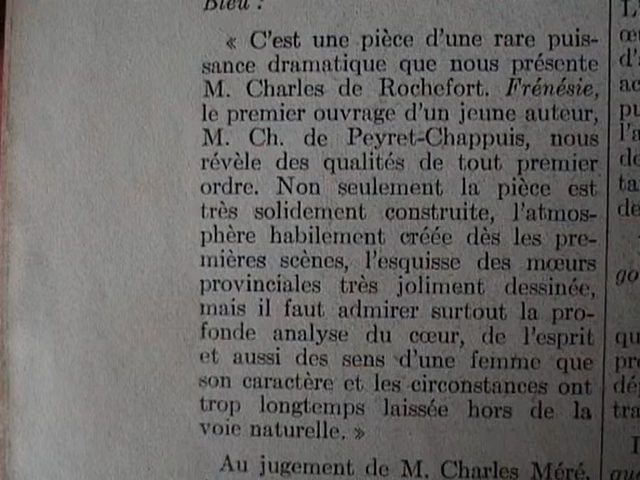 Bleu :
« C'est une pièce d'une rare puis-
sance dramatique que nous présente
M. Charles de Rochefort. Frénésie,
le premier ouvrage d'un jeune auteur,
M. Ch. de Peyret-Chappuis, nous
révèle des qualités de tout premier
ordre. Non seulement la pièce est
très solidement construite, l'atmos-
phère habilement créée dès les pre-
mières scènes, l'esquisse des mœurs
provinciales très joliment dessinée,
mais il faut admirer surtout la pro-
fonde analyse du cœur, de l'esprit
et aussi des sens d'une femme que
son caractère et les circonstances ont
trop longtemps laissée hors de la
voie naturelle. »
Au jugement de M. Charles Méré,